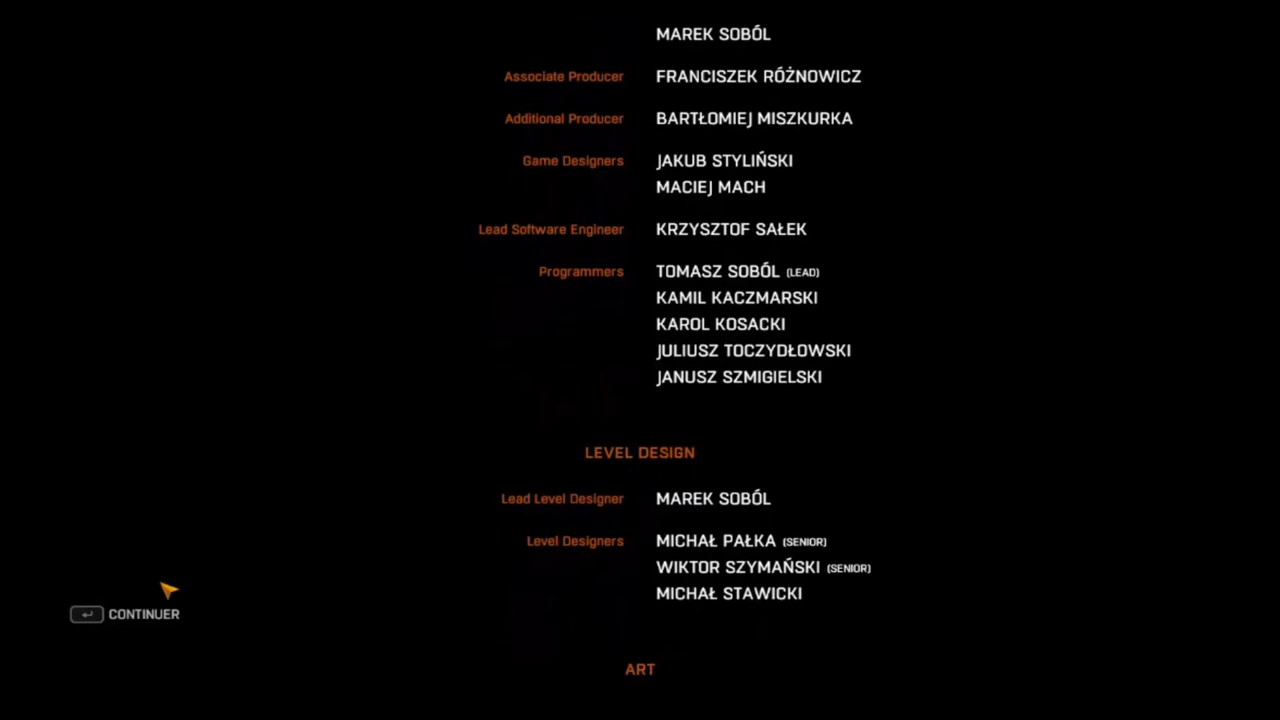 MAREK SOBÓL
Associate Producer FRANCISZEK RÓŻNOWICZ
Additional Producer BARTŁOMIEJ MISZKURKA
Game Designers JAKUB STYLIŃSKI
MACIEJ MACH
Lead Software Engineer KRZYSZTOF SAŁEK
Programmers TOMASZ SOBÓL (LEAD)
KAMIL KACZMARSKI
KAROL KOSACKI
JULIUSZ TOCZYDŁOWSKI
JANUSZ SZMIGIELSKI
LEVEL DESIGN
Lead Level Designer MAREK SOBÓL
Level Designers MICHAŁ PAŁKA (SENIOR)
WIKTOR SZYMAŃSKI (SENIOR)
MICHAŁ STAWICKI
CONTINUER
ART